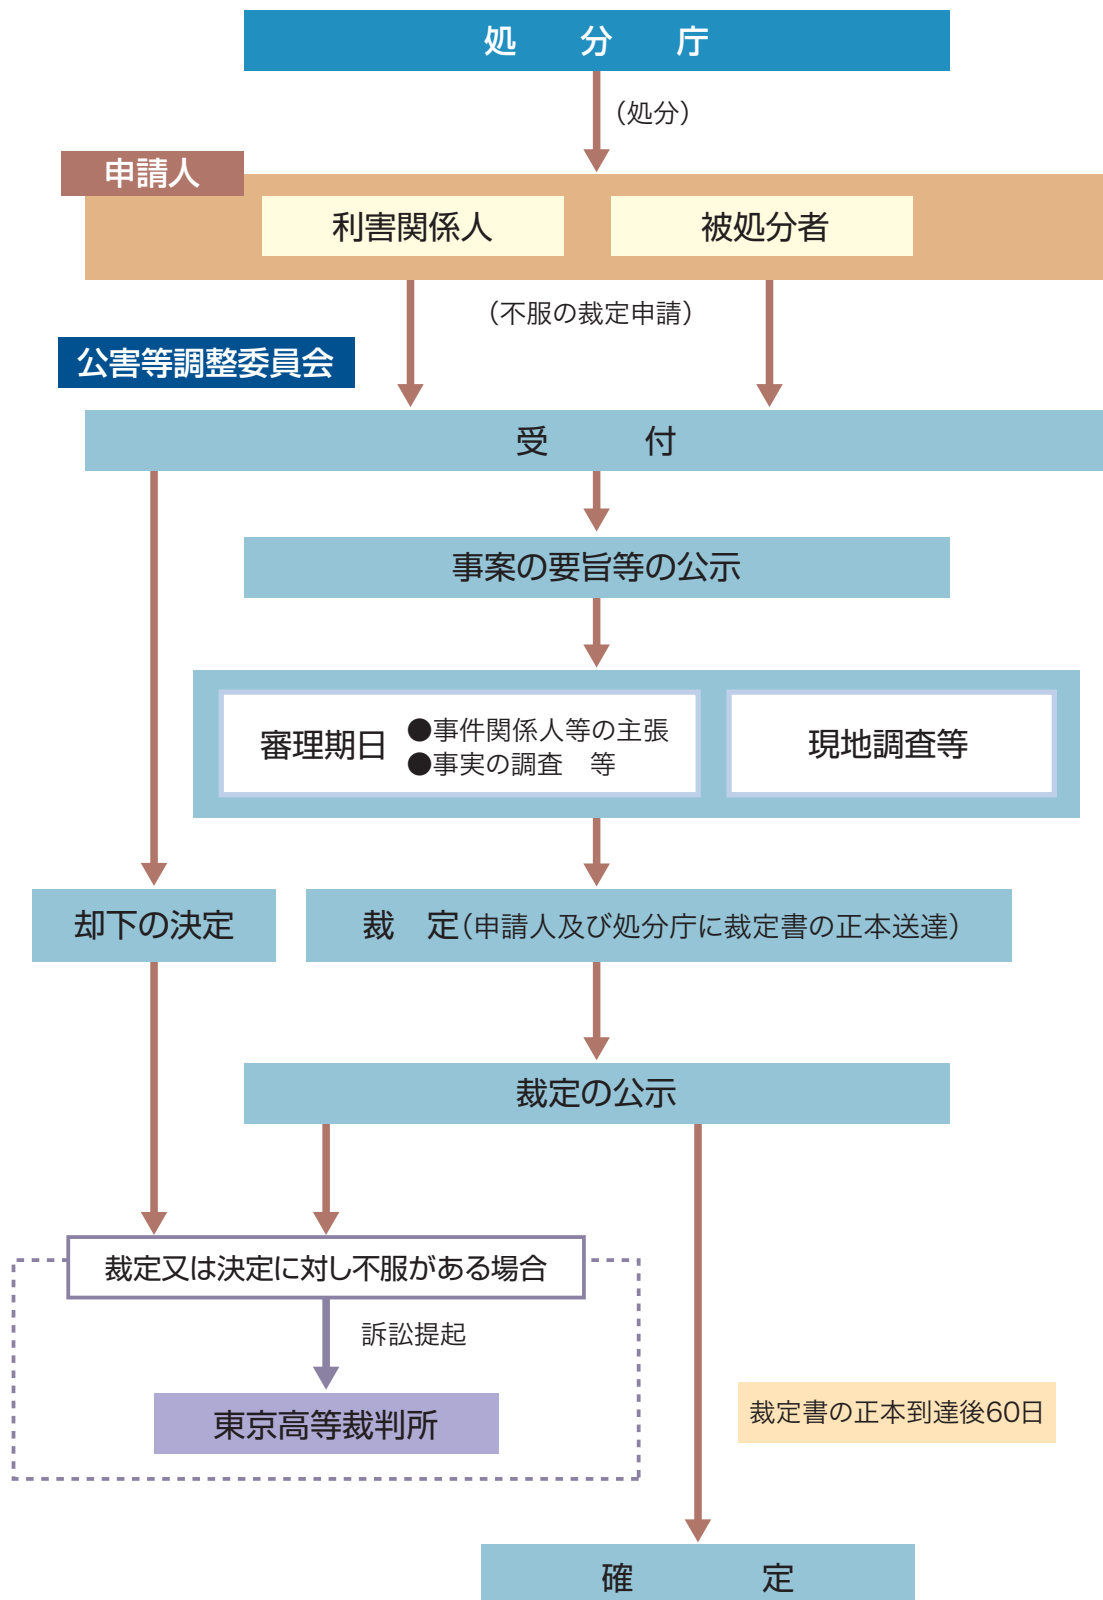 処　分　庁
（処分）
申請人
利害関係人
被処分者
（不服の裁定申請）
公害等調整委員会
受　付
事案の要旨等の公示
審理期日
●事件関係人等の主張
●事実の調査　等
現地調査等
却下の決定
裁　定（申請人及び処分庁に裁定書の正本送達）
裁定の公示
裁定又は決定に対し不服がある場合
訴訟提起
東京高等裁判所
裁定書の正本到達後60日
確　定